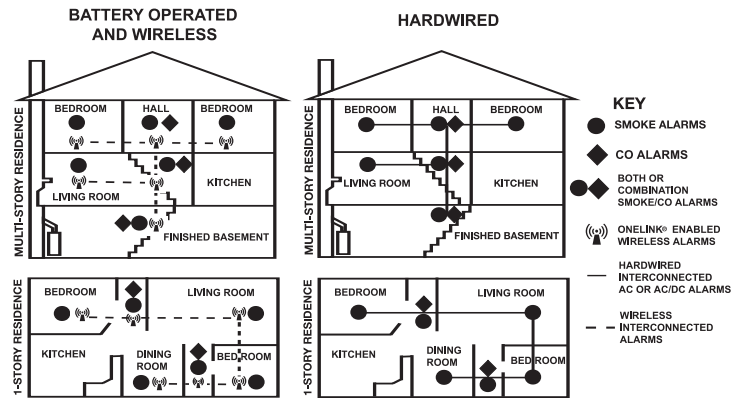 BATTERY OPERATED
AND WIRELESS
MULTI-STORY RESIDENCE
BEDROOM
HALL
BEDROOM
LIVING ROOM
KITCHEN
FINISHED BASEMENT
1-STORY RESIDENCE
BEDROOM
LIVING ROOM
KITCHEN
DINING
ROOM
BEDROOM
HARDWIRED
MULTI-STORY RESIDENCE
BEDROOM
HALL
BEDROOM
LIVING ROOM
KITCHEN
FINISHED BASEMENT
1-STORY RESIDENCE
BEDROOM
LIVING ROOM
KITCHEN
DINING
ROOM
BEDROOM
KEY
SMOKE ALARMS
CO ALARMS
BOTH OR
COMBINATION
SMOKE/CO ALARMS
ONELINK® ENABLED
WIRELESS ALARMS
HARDWIRED
INTERCONNECTED
AC OR AC/DC ALARMS
WIRELESS
INTERCONNECTED
ALARMS